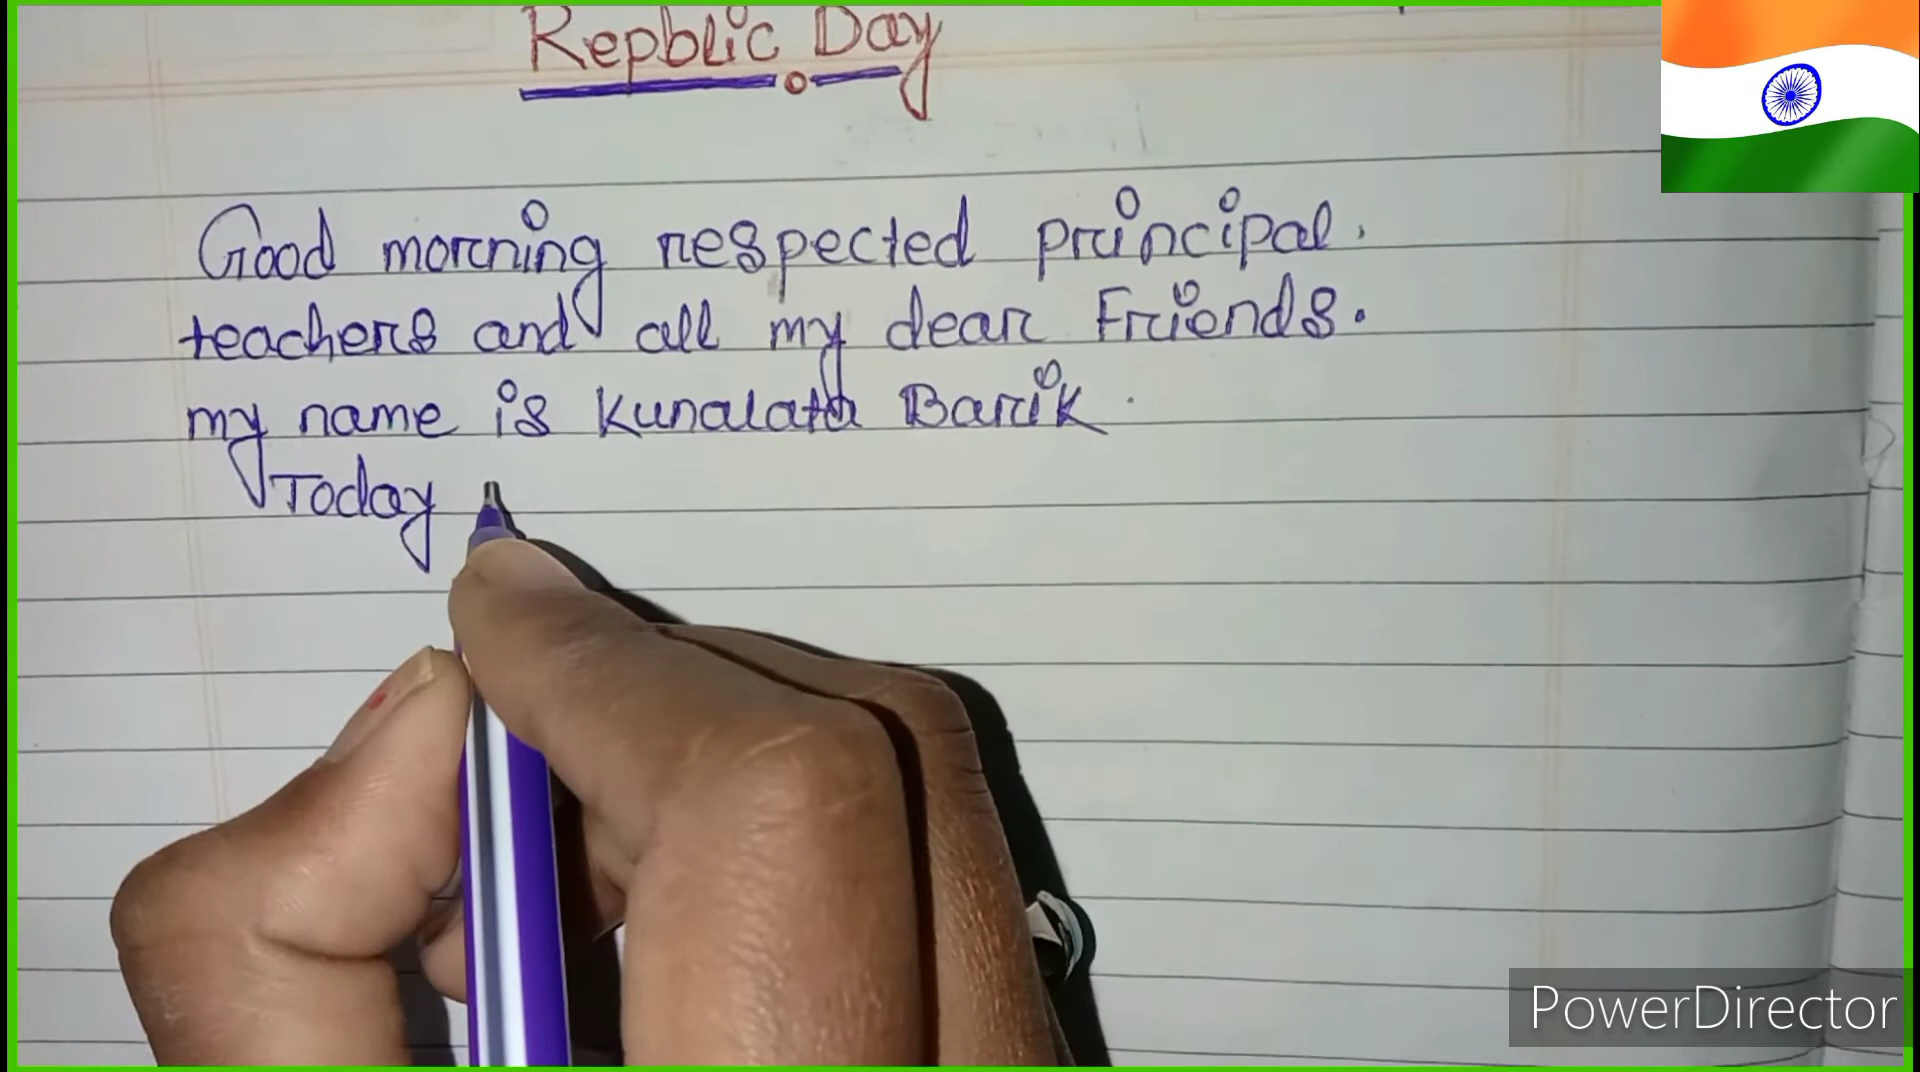 Repblic Day
Good morning respected principal.
teachers and all my dear Friends.
my name is Kunalata Barik.
Today
PowerDirector